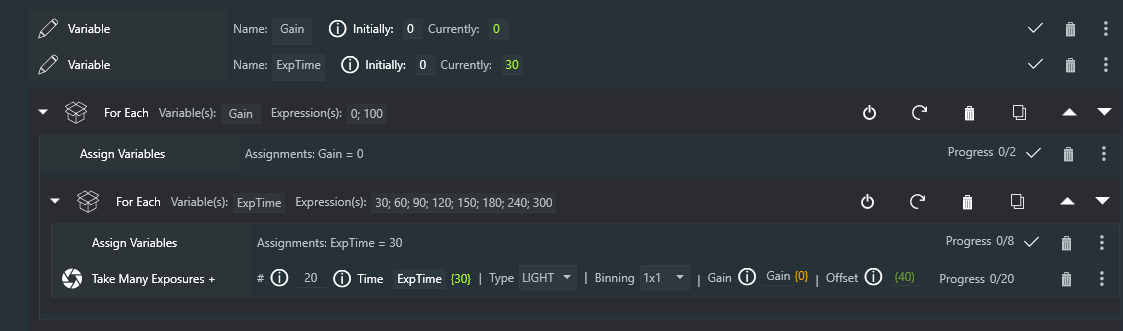 Variable Name: Gain Initially: 0 Currently: 0
Variable Name: ExpTime Initially: 0 Currently: 30
For Each Variable(s): Gain Expression(s): 0; 100
Assign Variables Assignments: Gain = 0 Progress 0/2
For Each Variable(s): ExpTime Expression(s): 30; 60; 90; 120; 150; 180; 240; 300
Assign Variables Assignments: ExpTime = 30 Progress 0/8
Take Many Exposures + # 20 Time ExpTime {30} | Type LIGHT | Binning 1x1 | Gain Gain {0} | Offset (40) Progress 0/20